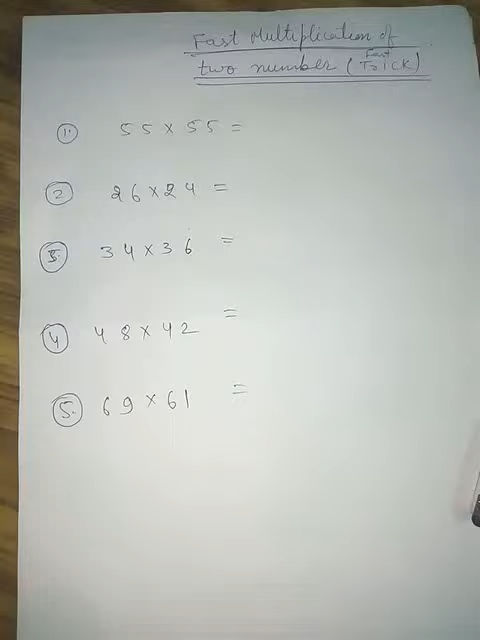 Fast Multiplication of
two number (Fast Trick)
1. 55 × 55 =
2. 26 × 24 =
3. 34 × 36 =
4 48 × 42 =
5. 69 × 61 =